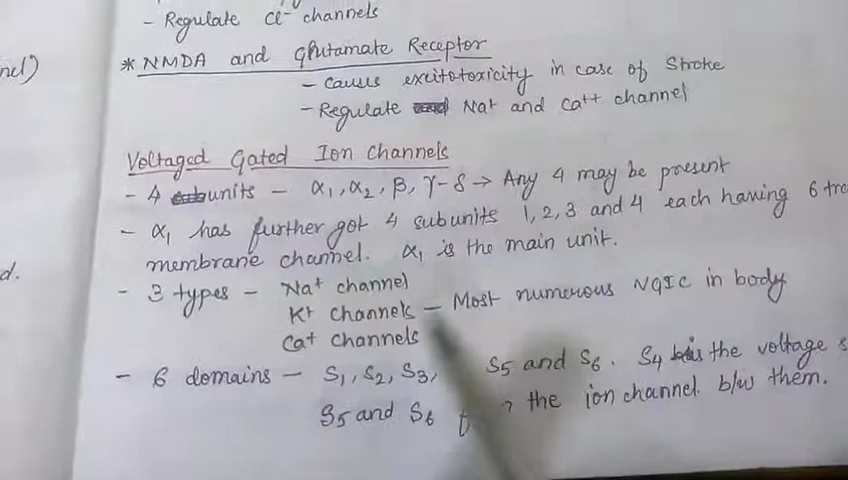 - Regulate Cl- channels
nel)
* NMDA and Glutamate Receptor
- Causes excitotoxicity in case of Stroke
- Regulate Na+ and Ca++ channel
Voltaged Gated Ion Channels
- 4 units - α1, α2, β, γ-δ → Any 4 may be present
- α1 has further got 4 subunits 1, 2, 3 and 4 each having 6 tra
membrane channel. α1 is the main unit.
d.
- 3 types - Na+ channel
K+ channels - Most numerous VGIC in body
Ca+ channels
- 6 domains - S1, S2, S3, S5 and S6. S4 is the voltage s
S5 and S6 the ion channel b/w them.